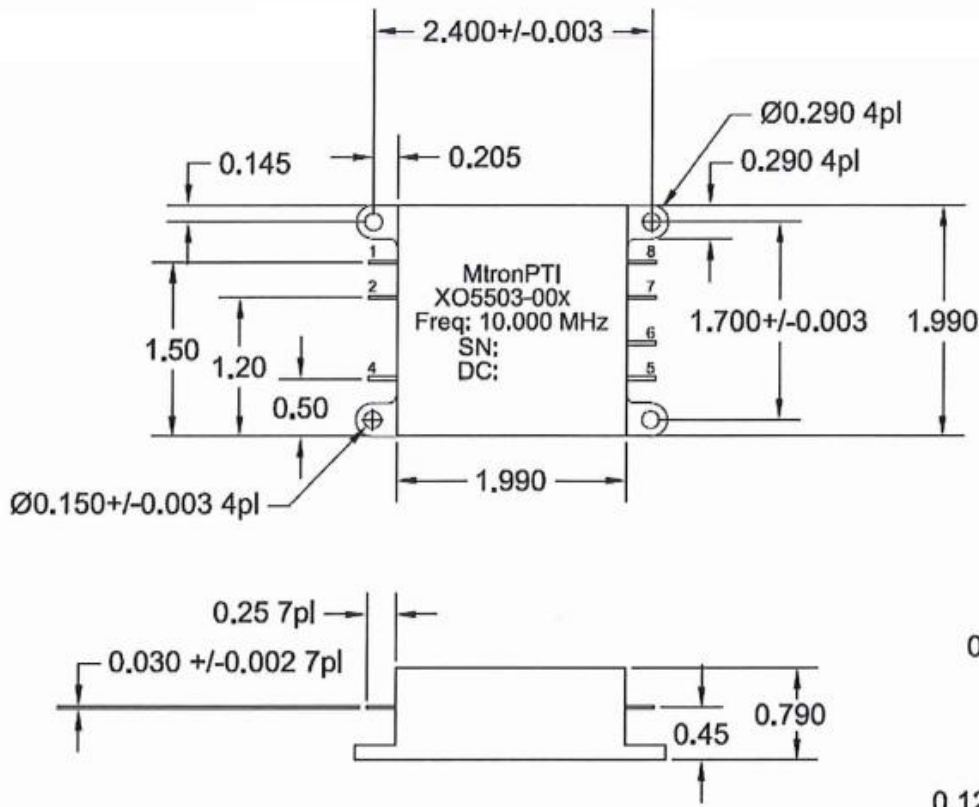 2.400+/-0.003
Ø0.290 4pl
0.145
0.205
0.290 4pl
1
8
MtronPTI
2
7
XO5503-00X
Freq: 10.000 MHz
1.700+/-0.003
1.990
6
SN:
1.50
1.20
4
DC:
5
0.50
1.990
Ø0.150+/-0.003 4pl
0.25 7pl
0.030 +/-0.002 7pl
0.790
0.45